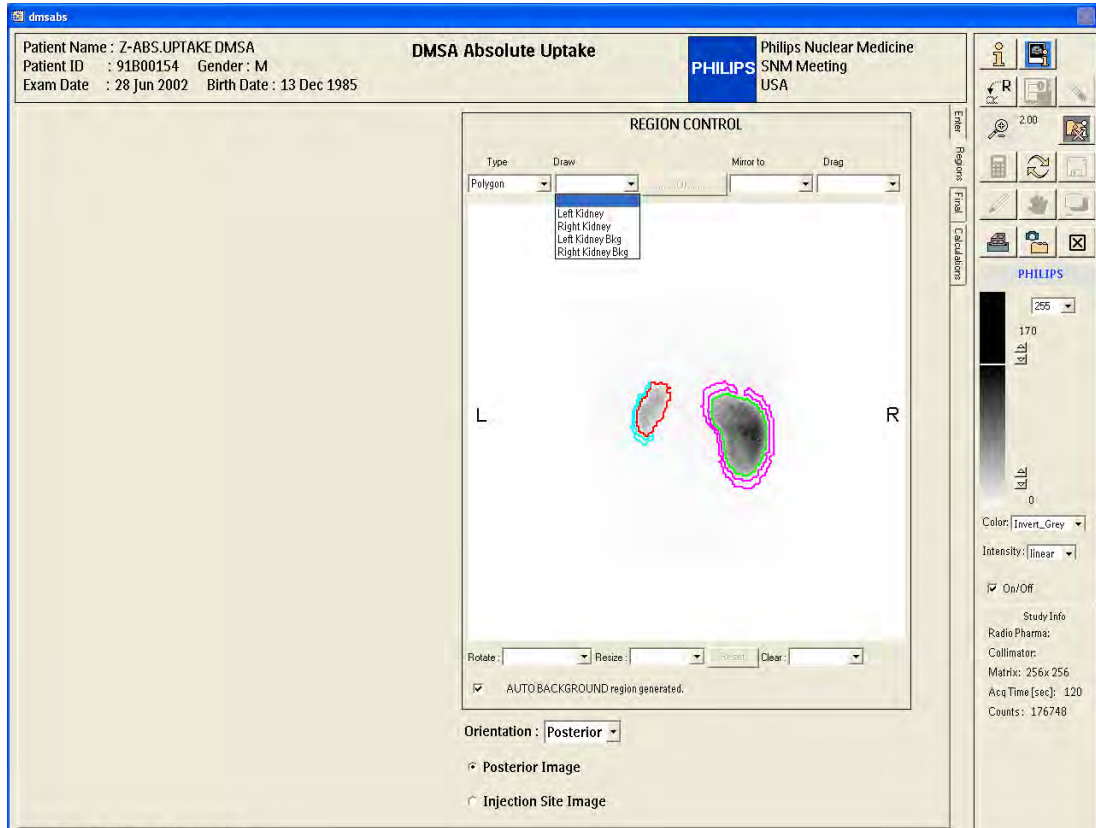 dmsabs
Patient Name : Z-ABS.UPTAKE DMSA
Patient ID : 91B00154 Gender : M
Exam Date : 28 Jun 2002 Birth Date : 13 Dec 1985
DMSA Absolute Uptake
PHILIPS
Philips Nuclear Medicine
SNM Meeting
USA
REGION CONTROL
Type Draw Mirror to Drag
Polygon
Left Kidney
Right Kidney
Left Kidney Bkg
Right Kidney Bkg
L
R
Rotate : Resize : Reset Clear :
AUTO BACKGROUND region generated.
Orientation : Posterior
Posterior Image
Injection Site Image
Enter
Regions
Final
Calculations
R
2.00
PHILIPS
255
170
0
Color: Invert_Grey
Intensity: linear
On/Off
Study Info
Radio Pharma:
Collimator:
Matrix: 256x 256
Acq Time [sec]: 120
Counts : 176748